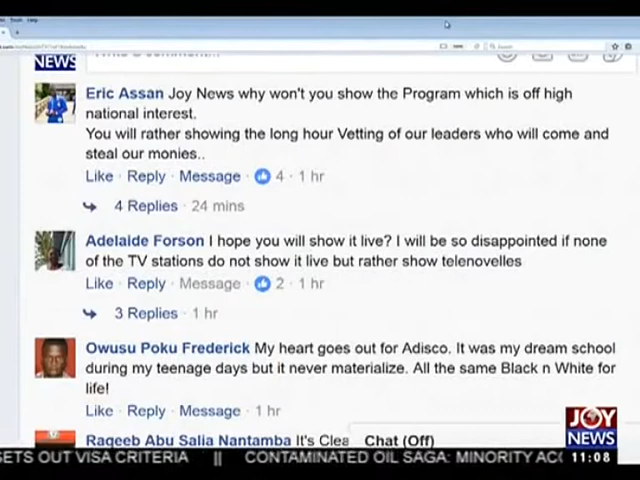 Tools Help
Search
NEWS
Write a comment...
Eric Assan Joy News why won't you show the Program which is off high
national interest.
You will rather showing the long hour Vetting of our leaders who will come and
steal our monies..
Like · Reply · Message · 4 · 1 hr
4 Replies · 24 mins
Adelaide Forson I hope you will show it live? I will be so disappointed if none
of the TV stations do not show it live but rather show telenovelles
Like · Reply · Message · 2 · 1 hr
3 Replies · 1 hr
Owusu Poku Frederick My heart goes out for Adisco. It was my dream school
during my teenage days but it never materialize. All the same Black n White for
life!
Like · Reply · Message · 1 hr
Raqeeb Abu Salia Nantamba It's Clea
Chat (Off)
JOY
NEWS
SETS OUT VISA CRITERIA || CONTAMINATED OIL SAGA: MINORITY ACC
11:08